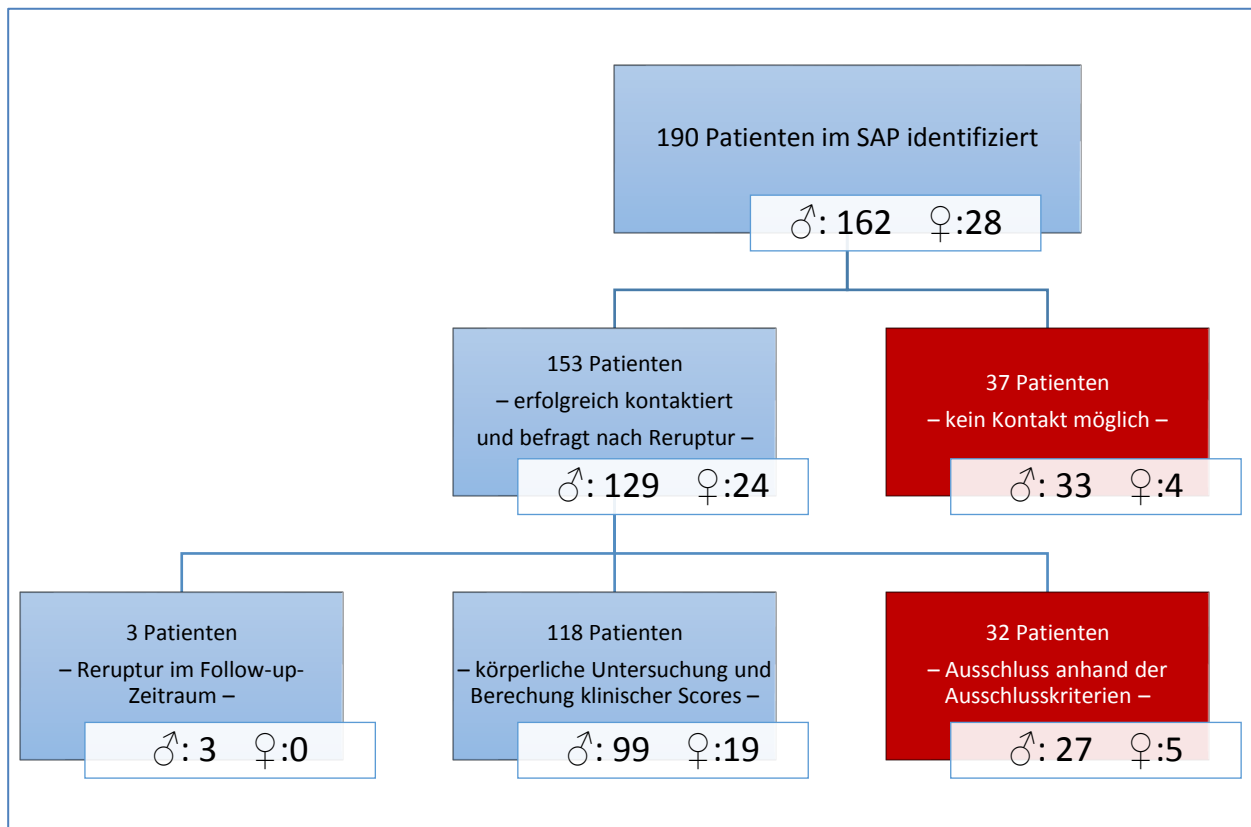 190 Patienten im SAP identifiziert
♂: 162 ♀:28
153 Patienten
– erfolgreich kontaktiert
und befragt nach Reruptur –
♂: 129 ♀:24
37 Patienten
– kein Kontakt möglich –
♂: 33 ♀:4
3 Patienten
– Reruptur im Follow-up-
Zeitraum –
♂: 3 ♀:0
118 Patienten
– körperliche Untersuchung und
Berechung klinischer Scores –
♂: 99 ♀:19
32 Patienten
– Ausschluss anhand der
Ausschlusskriterien –
♂: 27 ♀:5